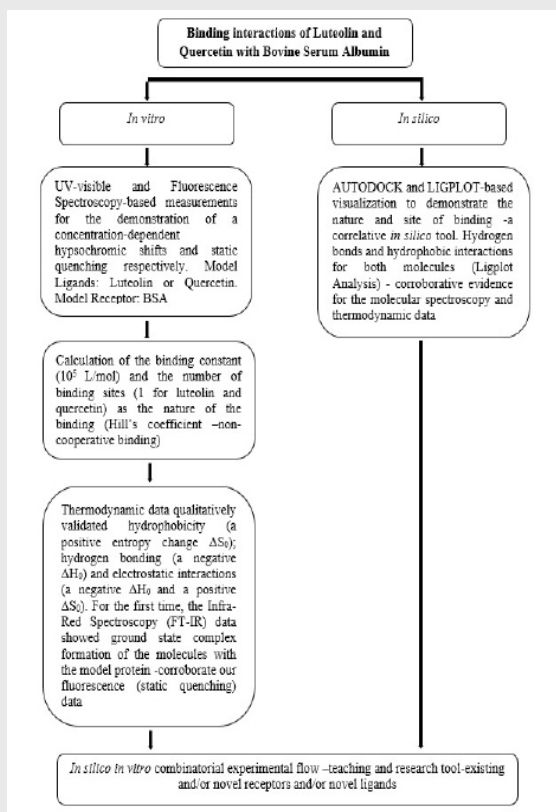 Binding interactions of Luteolin and
Quercetin with Bovine Serum Albumin
In vitro
In silico
UV-visible and Fluorescence
Spectroscopy-based measurements
for the demonstration of a
concentration-dependent
hypsochromic shifts and static
quenching respectively. Model
Ligands: Luteolin or Quercetin.
Model Receptor: BSA
AUTODOCK and LIGPLOT-based
visualization to demonstrate the
nature and site of binding -a
correlative in silico tool. Hydrogen
bonds and hydrophobic interactions
for both molecules (Ligplot
Analysis) - corroborative evidence
for the molecular spectroscopy and
thermodynamic data
Calculation of the binding constant
(10⁵ L/mol) and the number of
binding sites (1 for luteolin and
quercetin) as the nature of the
binding (Hill's coefficient –non-
cooperative binding)
Thermodynamic data qualitatively
validated hydrophobicity (a
positive entropy change ΔS₀);
hydrogen bonding (a negative
ΔH₀) and electrostatic interactions
(a negative ΔH₀ and a positive
ΔS₀). For the first time, the Infra-
Red Spectroscopy (FT-IR) data
showed ground state complex
formation of the molecules with
the model protein -corroborate our
fluorescence (static quenching)
data
In silico in vitro combinatorial experimental flow –teaching and research tool-existing
and/or novel receptors and/or novel ligands